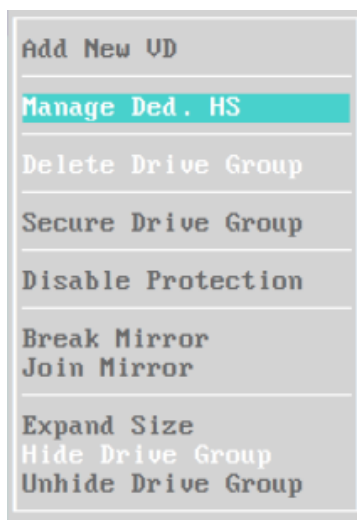 Add New VD
Manage Ded. HS
Delete Drive Group
Secure Drive Group
Disable Protection
Break Mirror
Join Mirror
Expand Size
Hide Drive Group
Unhide Drive Group